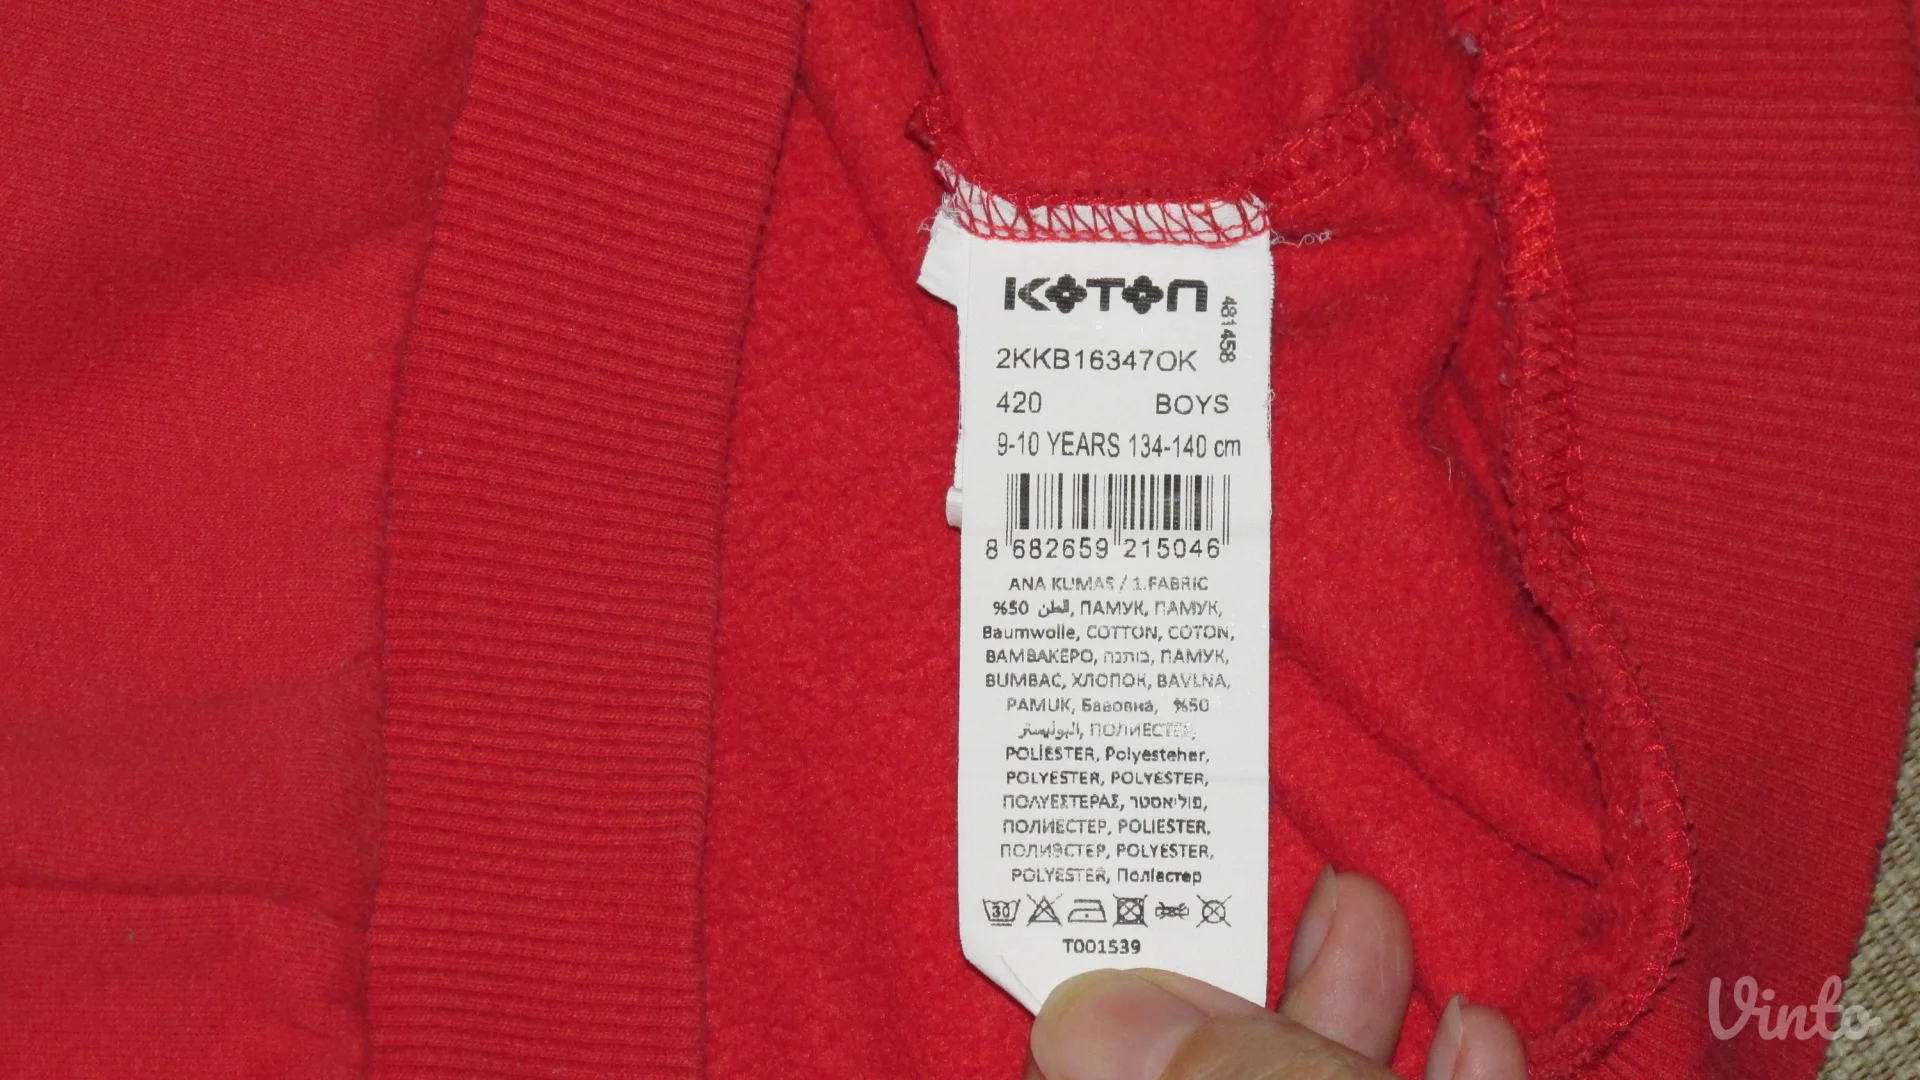 KOTON
481458
2KKB16347OK
420 BOYS
9-10 YEARS 134-140 cm
8 682659 215046
ANA KUMAS / 1.FABRIC
%50 القطن, ПАМУК, ПАМУК,
Baumwolle, COTTON, COTON,
ΒΑΜΒΑΚΕΡΟ, כותנה, ПАМУК,
BUMBAC, ХЛОПОК, BAVLNA,
PAMUK, Бавовна, %50
البوليستر, ПОЛИЕСТЕР,
POLİESTER, Polyesteher,
POLYESTER, POLYESTER,
ΠΟΛΥΕΣΤΕΡΑΣ, פוליאסטר,
ПОЛИЕСТЕР, POLIESTER,
ПОЛИЭСТЕР, POLYESTER,
POLYESTER, Поліестер
30
T001539
Vinto